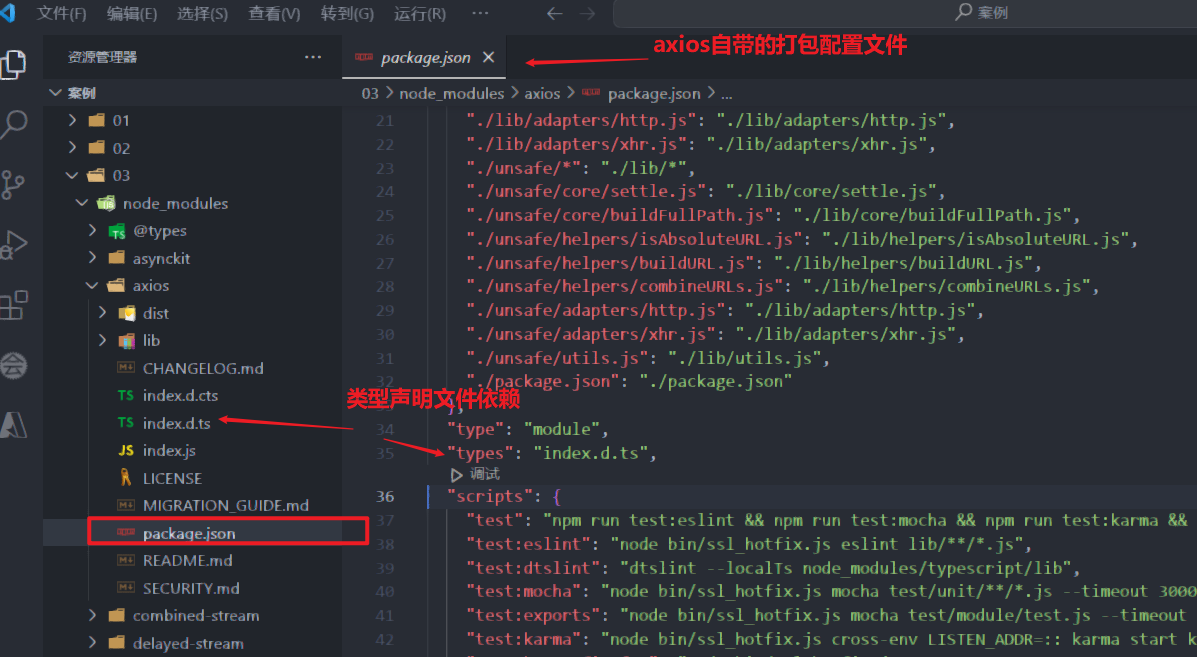 文件(F) 编辑(E) 选择(S) 查看(V) 转到(G) 运行(R) ··· ← → 案例
axios自带的打包配置文件
资源管理器 ···
package.json ×
案例
03 > node_modules > axios > package.json > ...
01
02
03
node_modules
@types
asynckit
axios
dist
lib
CHANGELOG.md
TS index.d.cts
TS index.d.ts
JS index.js
LICENSE
MIGRATION_GUIDE.md
package.json
README.md
SECURITY.md
combined-stream
delayed-stream
21 "./lib/adapters/http.js": "./lib/adapters/http.js",
22 "./lib/adapters/xhr.js": "./lib/adapters/xhr.js",
23 "./unsafe/*": "./lib/*",
24 "./unsafe/core/settle.js": "./lib/core/settle.js",
25 "./unsafe/core/buildFullPath.js": "./lib/core/buildFullPath.js",
26 "./unsafe/helpers/isAbsoluteURL.js": "./lib/helpers/isAbsoluteURL.js",
27 "./unsafe/helpers/buildURL.js": "./lib/helpers/buildURL.js",
28 "./unsafe/helpers/combineURLs.js": "./lib/helpers/combineURLs.js",
29 "./unsafe/adapters/http.js": "./lib/adapters/http.js",
30 "./unsafe/adapters/xhr.js": "./lib/adapters/xhr.js",
31 "./unsafe/utils.js": "./lib/utils.js",
32 "./package.json": "./package.json"
类型声明文件依赖
},
34 "type": "module",
35 "types": "index.d.ts",
调试
36 "scripts": {
37 "test": "npm run test:eslint && npm run test:mocha && npm run test:karma &&
38 "test:eslint": "node bin/ssl_hotfix.js eslint lib/**/*.js",
39 "test:dtslint": "dtslint --localTs node_modules/typescript/lib",
40 "test:mocha": "node bin/ssl_hotfix.js mocha test/unit/**/*.js --timeout 3000
41 "test:exports": "node bin/ssl_hotfix.js mocha test/module/test.js --timeout
42 "test:karma": "node bin/ssl_hotfix.js cross-env LISTEN_ADDR=:: karma start k